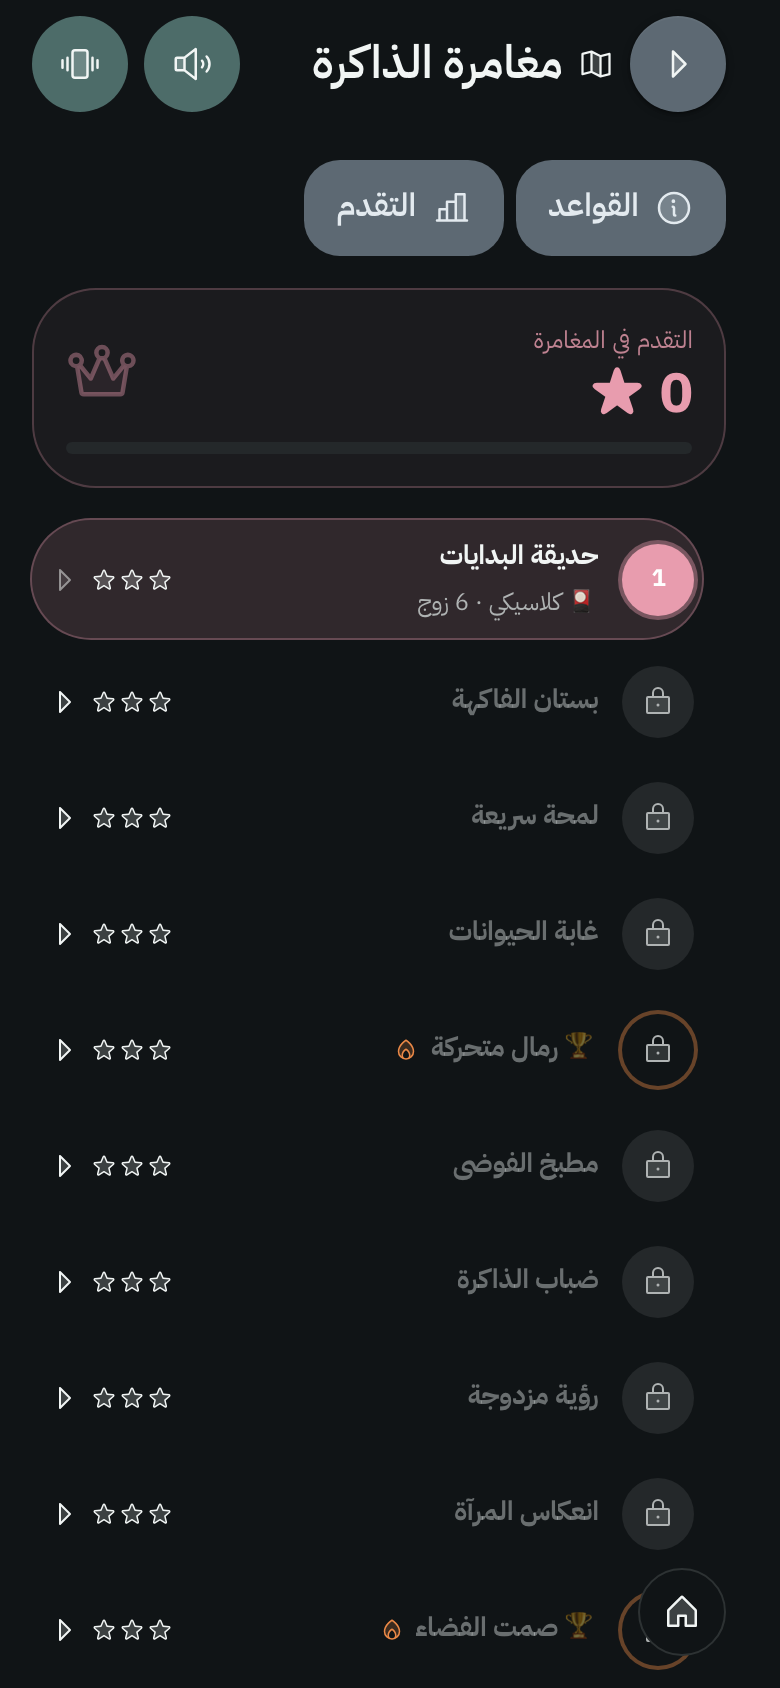 مغامرة الذاكرة
القواعد
التقدم
التقدم في المغامرة
0
1
حديقة البدايات
كلاسيكي · 6 زوج
بستان الفاكهة
لمحة سريعة
غابة الحيوانات
رمال متحركة
مطبخ الفوضى
ضباب الذاكرة
رؤية مزدوجة
انعكاس المرآة
صمت الفضاء